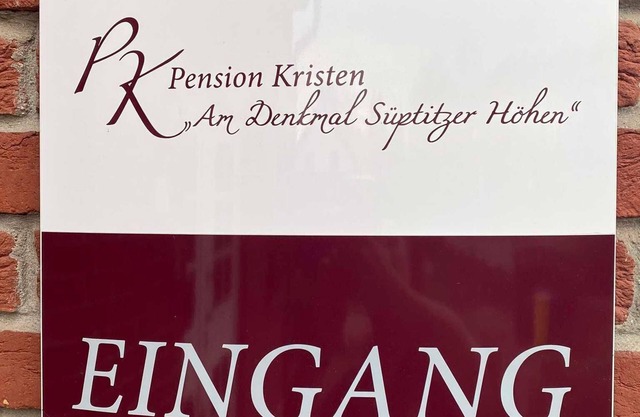 PK Pension Kristen
„Am Denkmal Süptitzer Höhen“
EINGANG